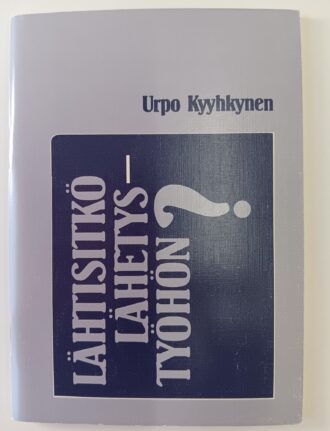 Urpo Kyyhkynen
LÄHTISITKÖ
LÄHETYS–
TYÖHÖN?